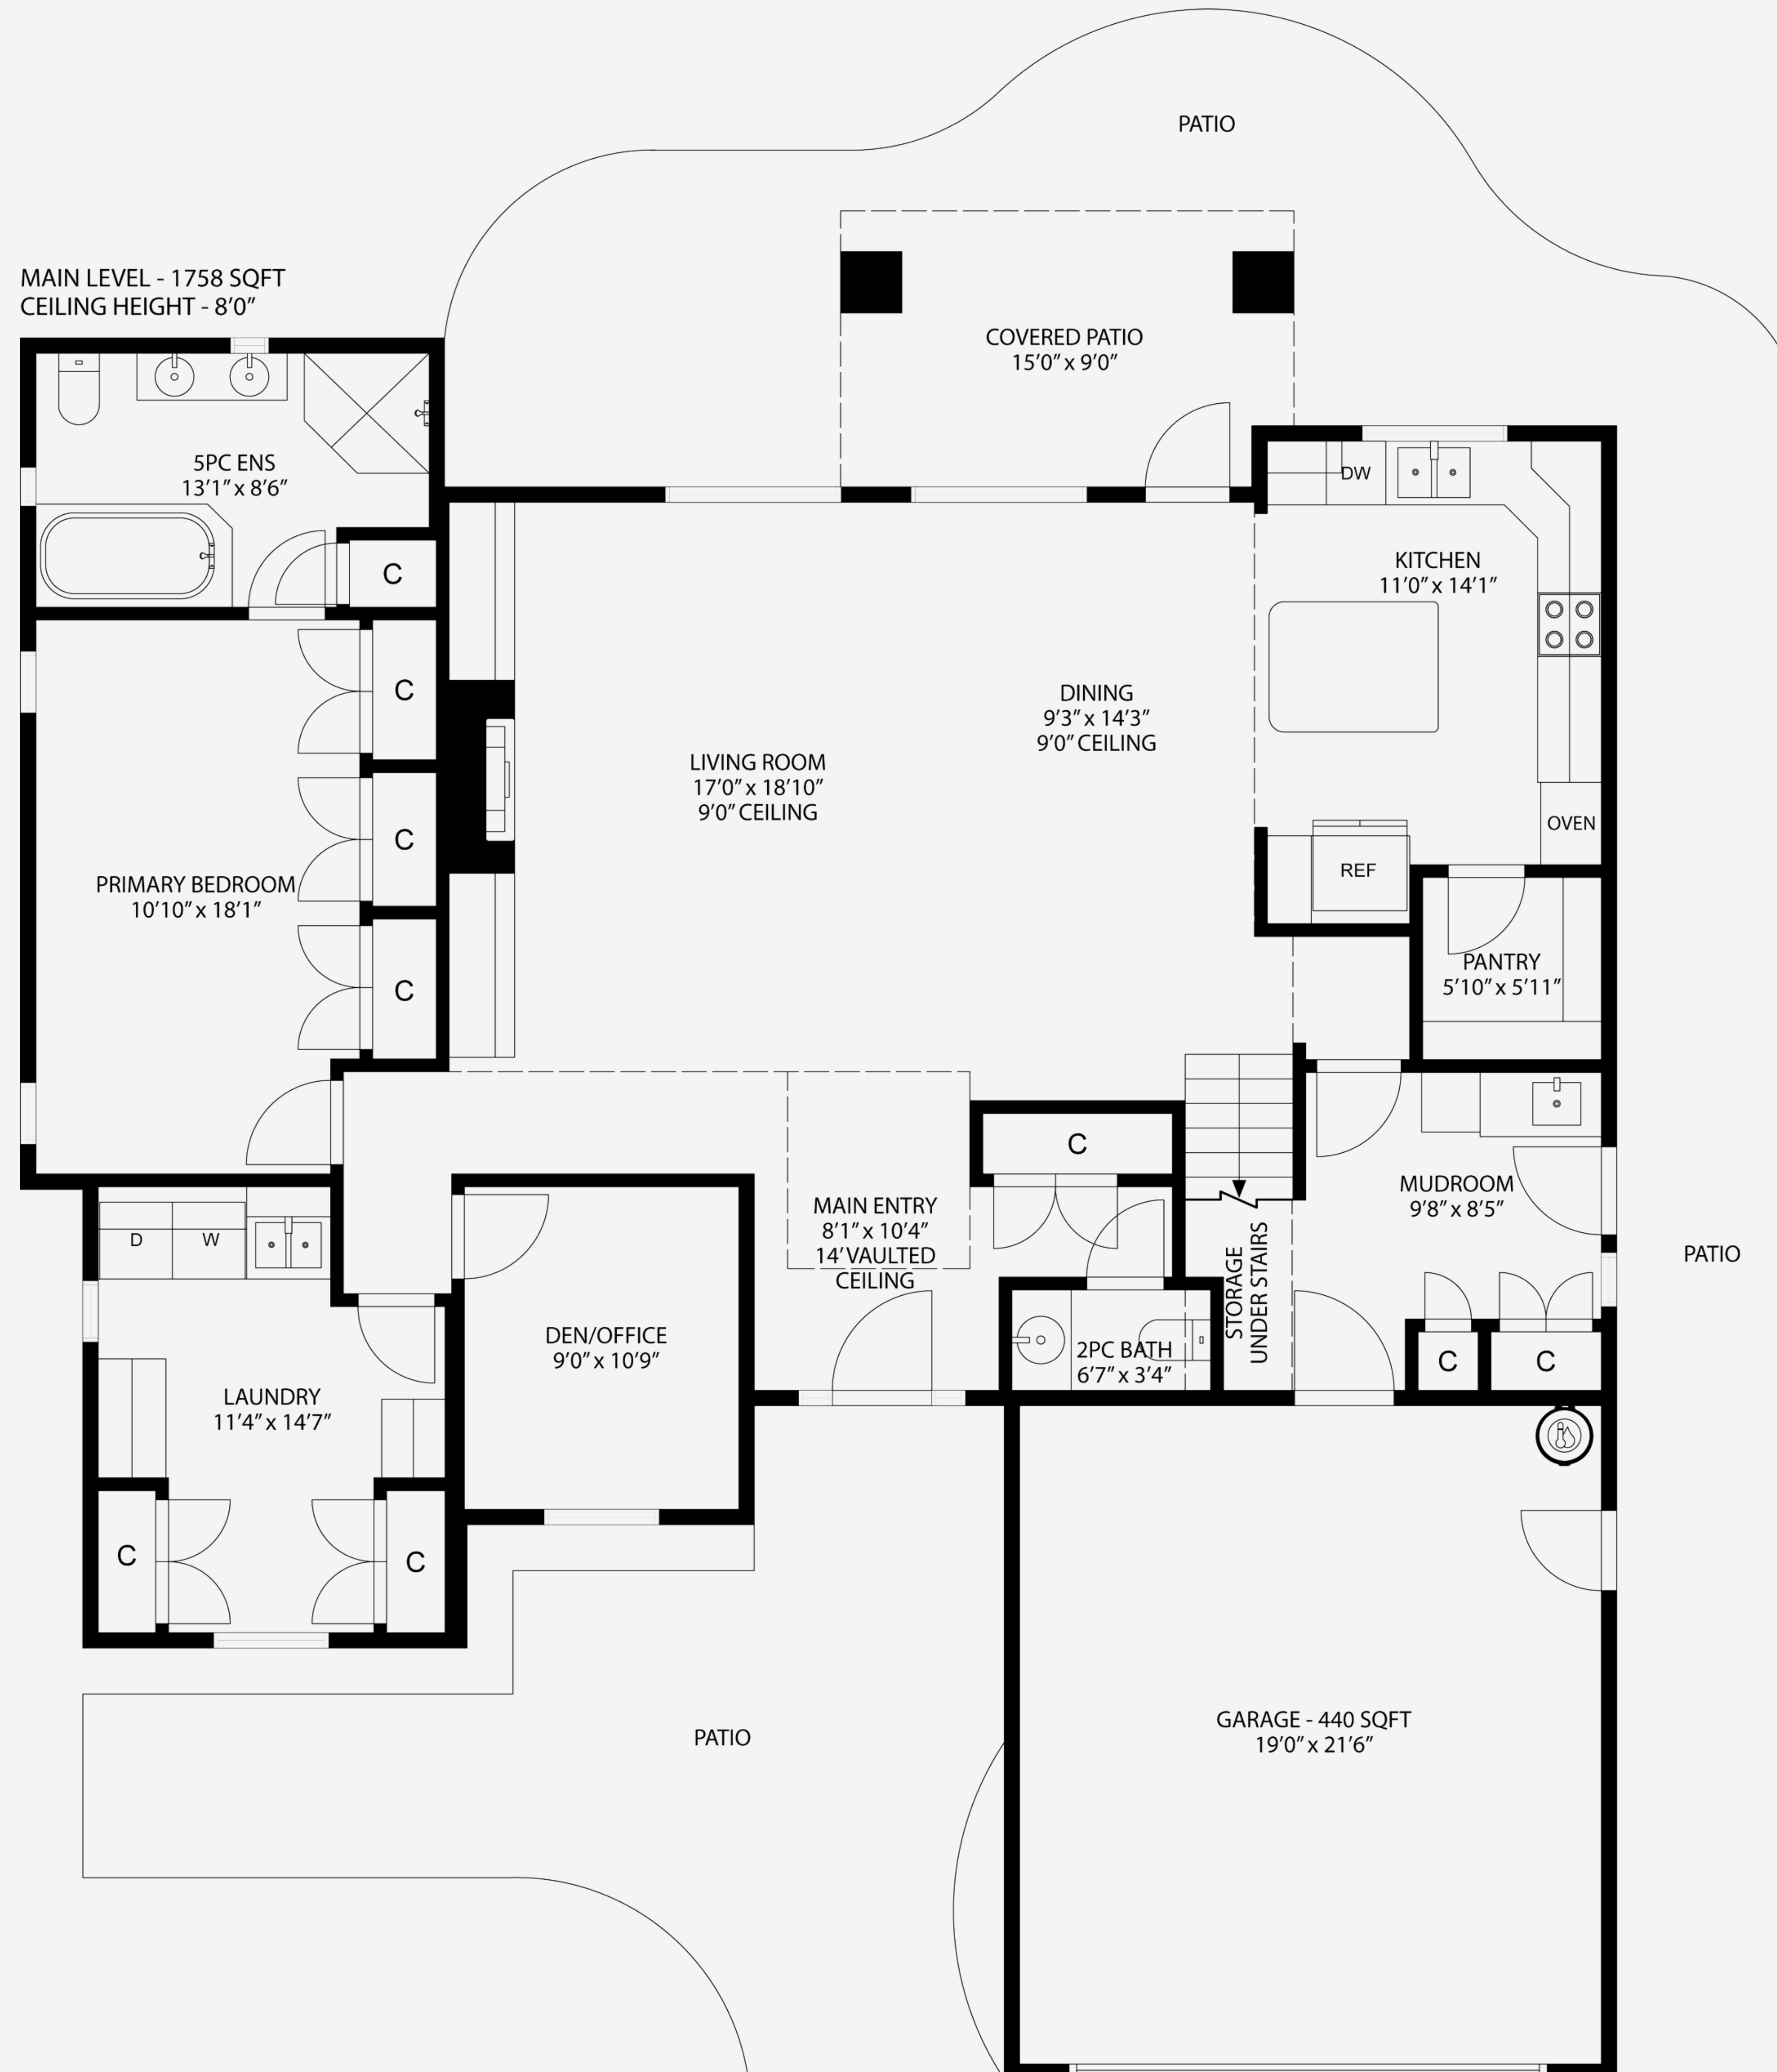 PATIO
MAIN LEVEL - 1758 SQFT
CEILING HEIGHT - 8’0”
COVERED PATIO
15’0” x 9’0”
5PC ENS
13’1” x 8’6”
C
DW
KITCHEN
11’0” x 14’1”
C
C
C
DINING
9’3” x 14’3”
9’0” CEILING
LIVING ROOM
17’0” x 18’10”
9’0” CEILING
OVEN
REF
PRIMARY BEDROOM
10’10” x 18’1”
PANTRY
5’10” x 5’11”
C
MUDROOM
9’8” x 8’5”
MAIN ENTRY
8’1” x 10’4”
14’ VAULTED
CEILING
D
W
STORAGE
UNDER STAIRS
PATIO
DEN/OFFICE
9’0” x 10’9”
2PC BATH
6’7” x 3’4”
C
C
LAUNDRY
11’4” x 14’7”
C
C
PATIO
GARAGE - 440 SQFT
19’0” x 21’6”